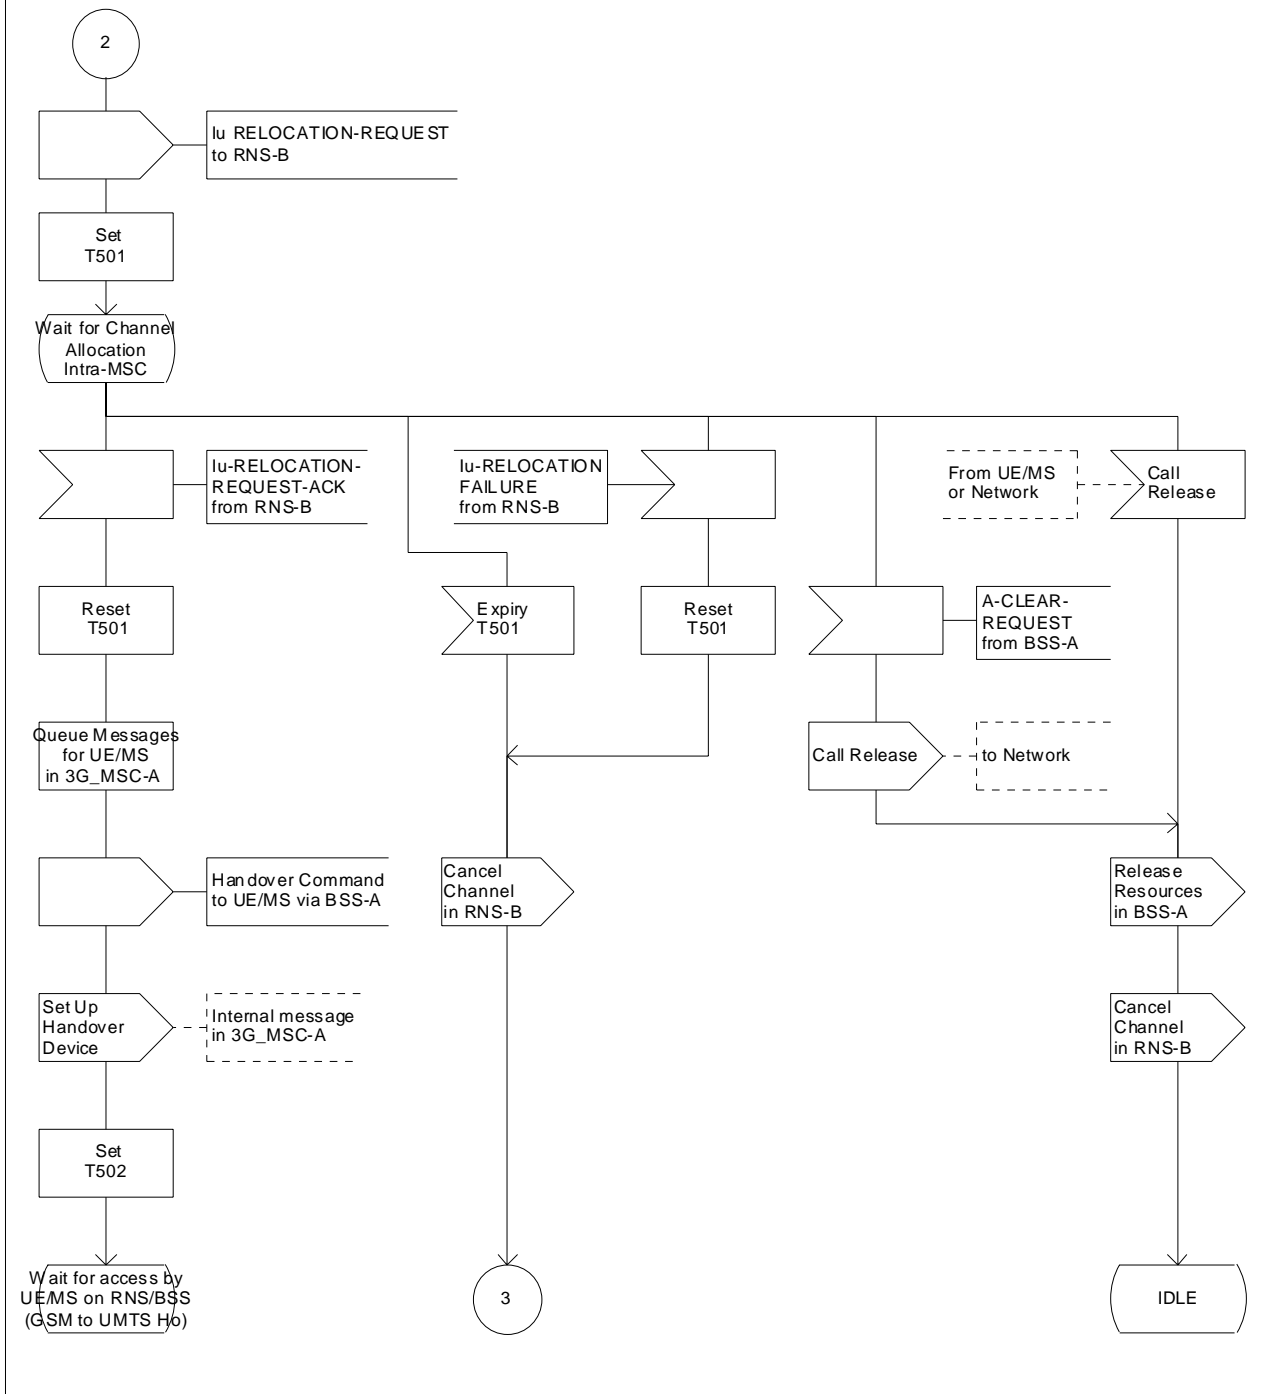 2
Iu RELOCATION-REQUEST
to RNS-B
Set
T501
Wait for Channel
Allocation
Intra-MSC
Iu-RELOCATION-
REQUEST-ACK
from RNS-B
Iu-RELOCATION
FAILURE
from RNS-B
From UE/MS
or Network
Call
Release
Reset
T501
Expiry
T501
Reset
T501
A-CLEAR-
REQUEST
from BSS-A
Queue Messages
for UE/MS
in 3G_MSC-A
Call Release
to Network
Handover Command
to UE/MS via BSS-A
Cancel
Channel
in RNS-B
Release
Resources
in BSS-A
Set Up
Handover
Device
Internal message
in 3G_MSC-A
Cancel
Channel
in RNS-B
Set
T502
Wait for access by
UE/MS on RNS/BSS
(GSM to UMTS Ho)
3
IDLE